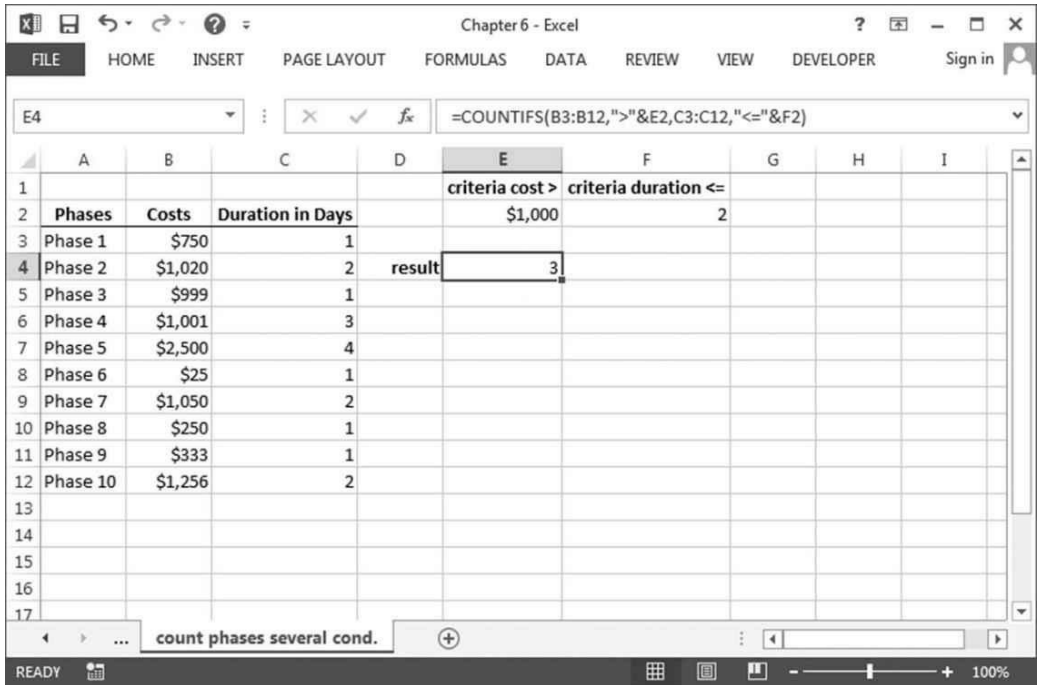 Chapter 6 - Excel
?
FILE HOME INSERT PAGE LAYOUT FORMULAS DATA REVIEW VIEW DEVELOPER Sign in
E4 fx =COUNTIFS(B3:B12,">"&E2,C3:C12,"<="&F2)
A B C D E F G H I
1 criteria cost > criteria duration <=
2 Phases Costs Duration in Days $1,000 2
3 Phase 1 $750 1
4 Phase 2 $1,020 2 result 3
5 Phase 3 $999 1
6 Phase 4 $1,001 3
7 Phase 5 $2,500 4
8 Phase 6 $25 1
9 Phase 7 $1,050 2
10 Phase 8 $250 1
11 Phase 9 $333 1
12 Phase 10 $1,256 2
13
14
15
16
17
... count phases several cond.
READY 100%